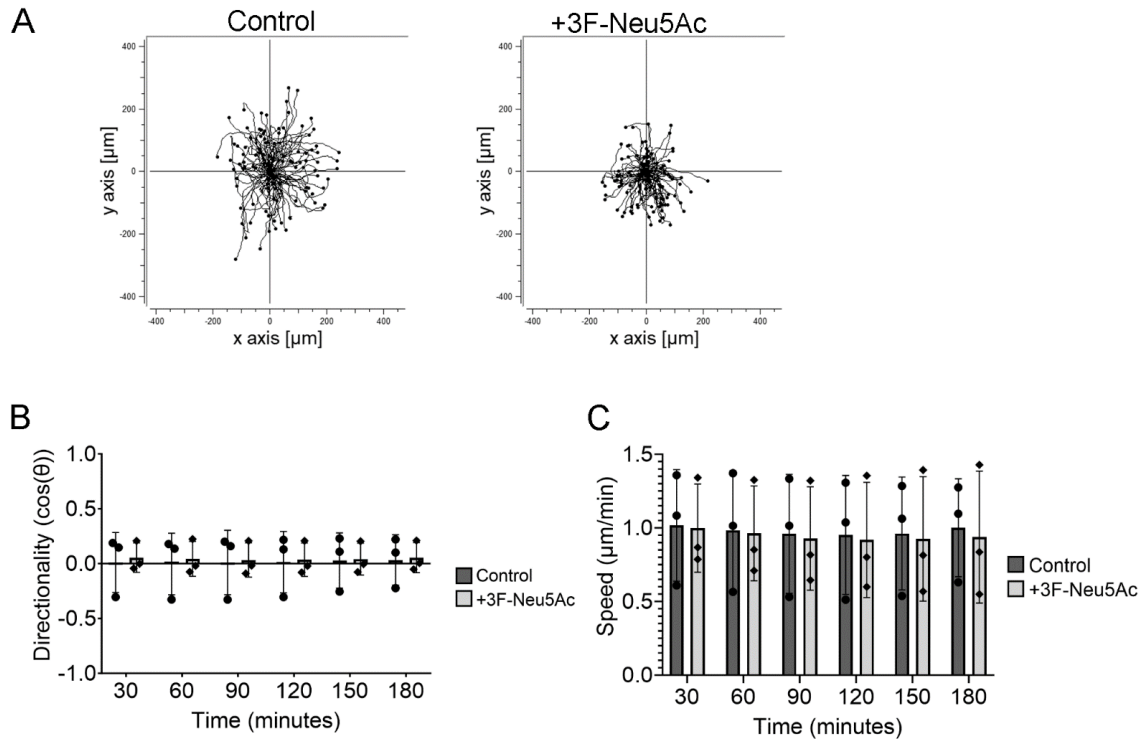 A
Control
+3F-Neu5Ac
400
200
0
-200
-400
y axis [µm]
-400
-200
0
200
400
x axis [µm]
400
200
0
-200
-400
y axis [µm]
-400
-200
0
200
400
x axis [µm]
B
1.0
0.5
0.0
-0.5
-1.0
Directionality (cos(θ))
30 60 90 120 150 180
Time (minutes)
Control
+3F-Neu5Ac
C
1.5
1.0
0.5
0.0
Speed (µm/min)
30 60 90 120 150 180
Time (minutes)
Control
+3F-Neu5Ac